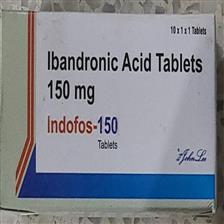 10 x 1 x 1 Tablets
Ibandronic Acid Tablets
150 mg
Indofos-150
Tablets
John Lee